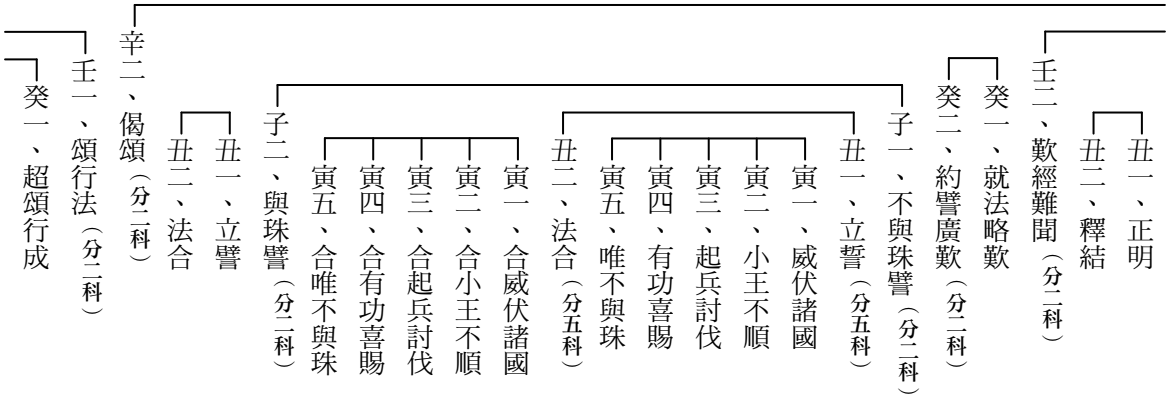 丑一、正明
丑二、釋結
壬二、歎經難聞（分二科）
癸一、就法略歎
癸二、約譬廣歎（分二科）
子一、不與珠譬（分二科）
丑一、立誓（分五科）
寅一、威伏諸國
寅二、小王不順
寅三、起兵討伐
寅四、有功喜賜
寅五、唯不與珠
丑二、法合（分五科）
寅一、合威伏諸國
寅二、合小王不順
寅三、合起兵討伐
寅四、合有功喜賜
寅五、合唯不與珠
子二、與珠譬（分二科）
丑一、立譬
丑二、法合
辛二、偈頌（分二科）
壬一、頌行法（分二科）
癸一、超頌行成